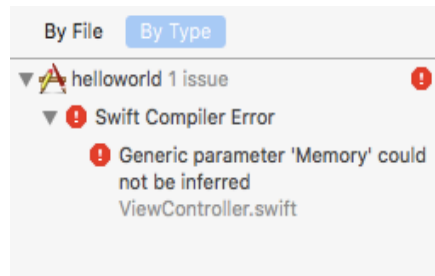 By File By Type
helloworld 1 issue
Swift Compiler Error
Generic parameter 'Memory' could
not be inferred
ViewController.swift